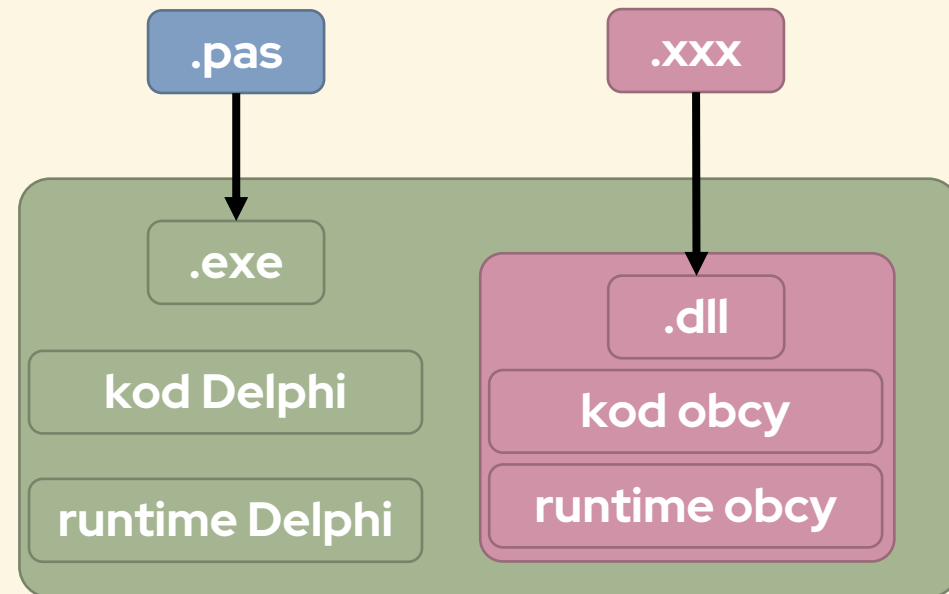 .pas
.xxx
.exe
.dll
kod Delphi
kod obcy
runtime Delphi
runtime obcy